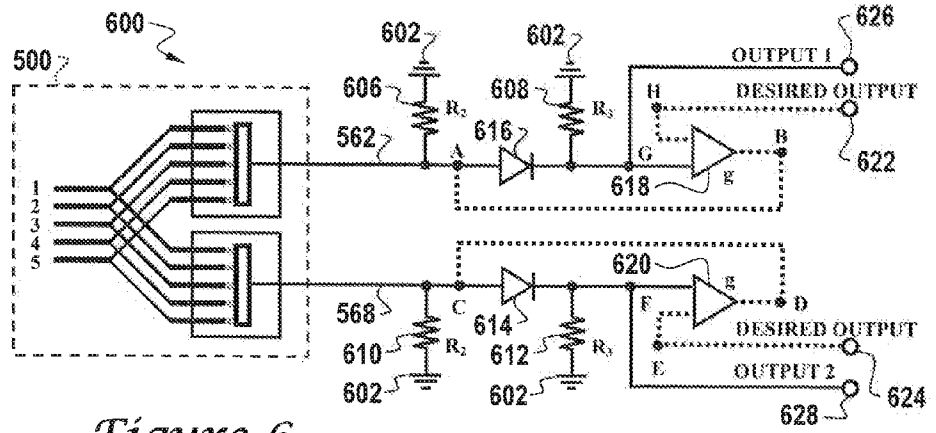 600
500
602
602
626
OUTPUT 1
606
R₂
608
R₃
H
DESIRED OUTPUT
562
A
616
G
B
618
g
622
1
2
3
4
5
620
g
568
C
614
F
D
DESIRED OUTPUT
610
R₂
612
R₃
E
602
602
OUTPUT 2
624
628
Figure 6